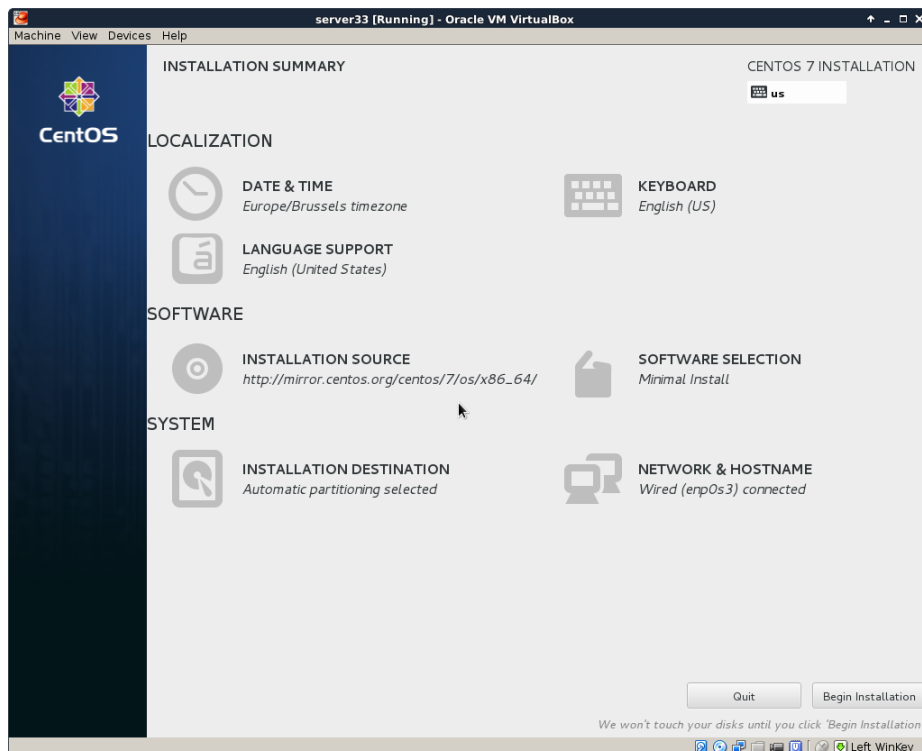 server33 [Running] - Oracle VM VirtualBox
Machine View Devices Help
INSTALLATION SUMMARY
CENTOS 7 INSTALLATION
us
CentOS
LOCALIZATION
DATE & TIME
Europe/Brussels timezone
KEYBOARD
English (US)
á
LANGUAGE SUPPORT
English (United States)
SOFTWARE
INSTALLATION SOURCE
http://mirror.centos.org/centos/7/os/x86_64/
SOFTWARE SELECTION
Minimal Install
SYSTEM
INSTALLATION DESTINATION
Automatic partitioning selected
NETWORK & HOSTNAME
Wired (enp0s3) connected
Quit
Begin Installation
We won't touch your disks until you click 'Begin Installation
Left WinKey